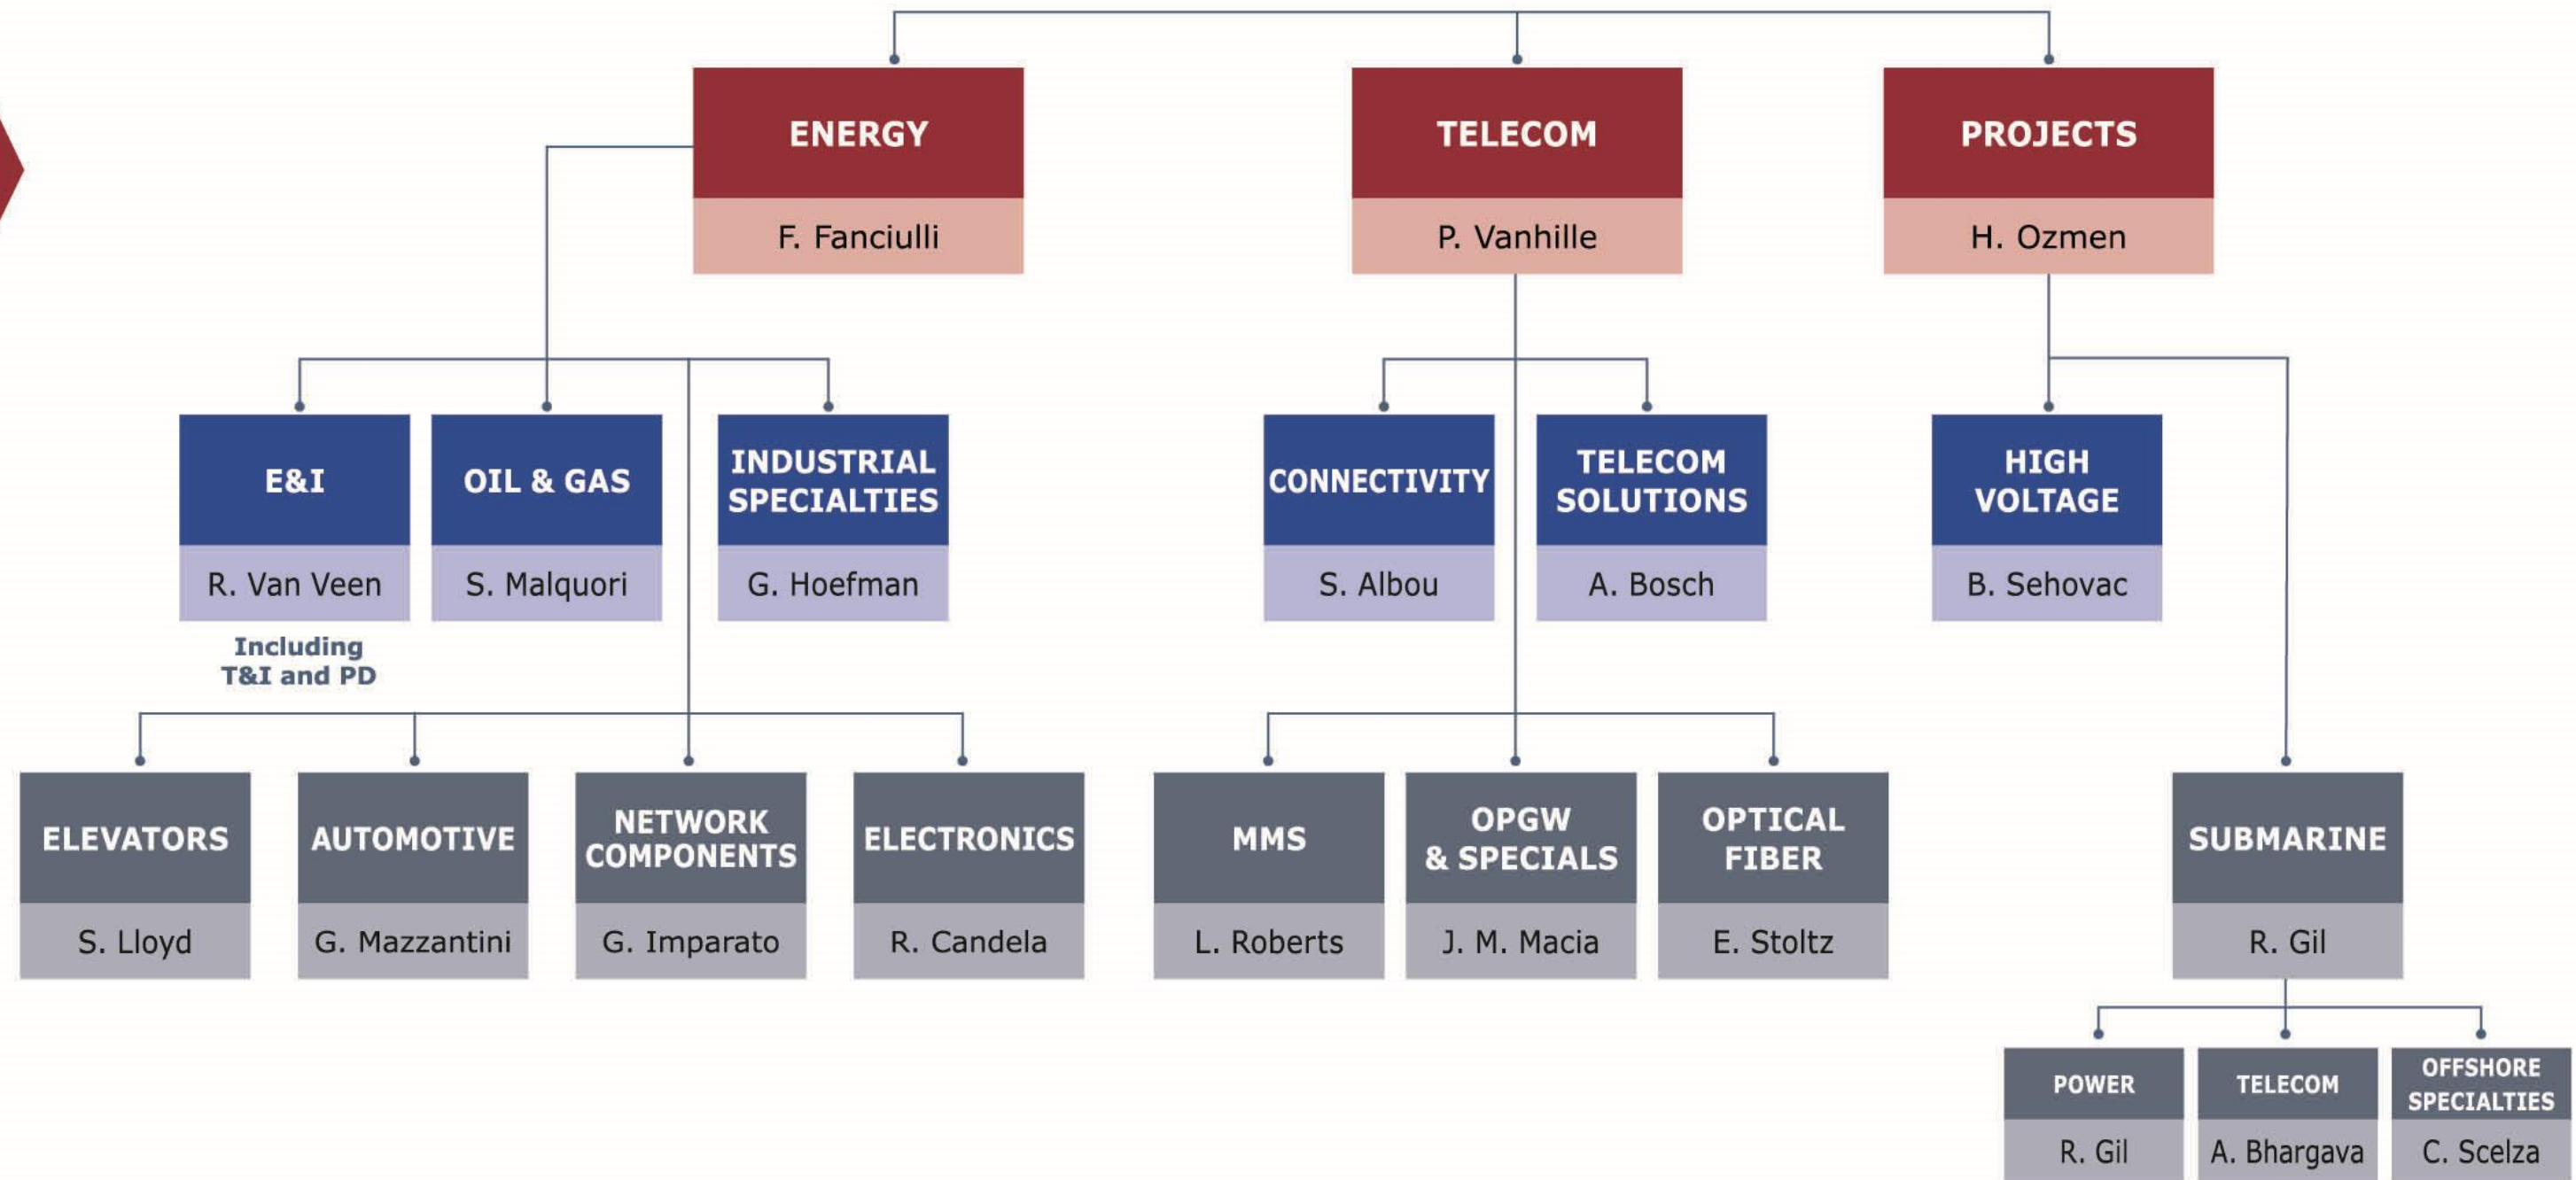 ENERGY
F. Fanciulli
TELECOM
P. Vanhille
PROJECTS
H. Ozmen
E&I
R. Van Veen
Including
T&I and PD
OIL & GAS
S. Malquori
INDUSTRIAL
SPECIALTIES
G. Hoefman
CONNECTIVITY
S. Albou
TELECOM
SOLUTIONS
A. Bosch
HIGH
VOLTAGE
B. Sehovac
ELEVATORS
S. Lloyd
AUTOMOTIVE
G. Mazzantini
NETWORK
COMPONENTS
G. Imparato
ELECTRONICS
R. Candela
MMS
L. Roberts
OPGW
& SPECIALS
J. M. Macia
OPTICAL
FIBER
E. Stoltz
SUBMARINE
R. Gil
POWER
R. Gil
TELECOM
A. Bhargava
OFFSHORE
SPECIALTIES
C. Scelza